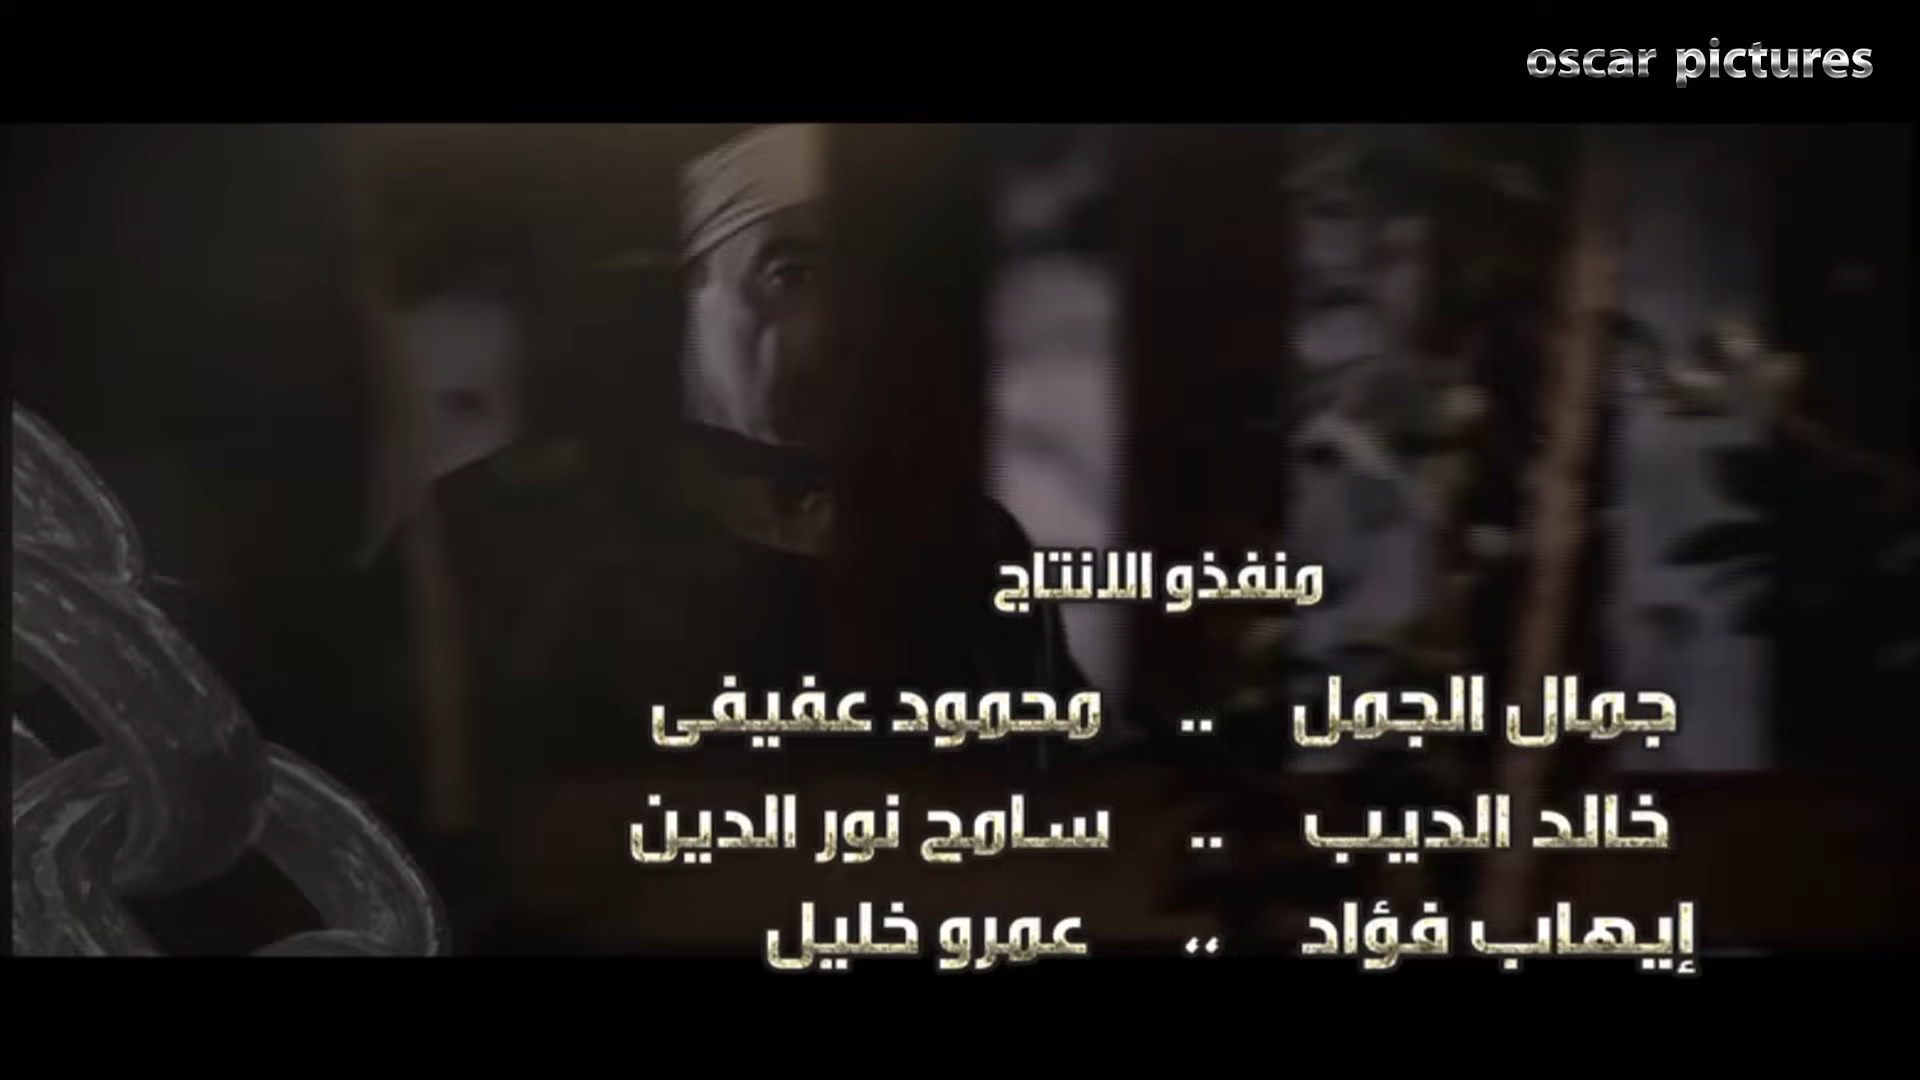 oscar pictures
منفذو الانتاج
جمال الجمل .. محمود عفيفى
خالد الديب .. سامح نور الدين
إيهاب فؤاد ،، عمرو خليل